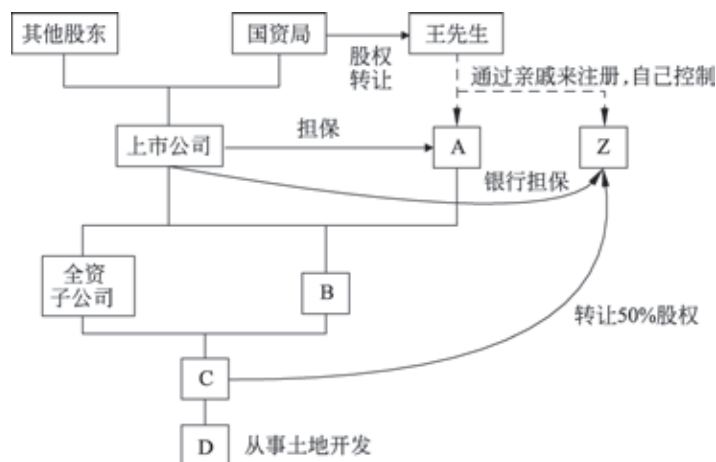 其他股东
国资局
王先生
股权
转让
通过亲戚来注册，自己控制
上市公司
担保
A
Z
银行担保
全资
子公司
B
转让50%股权
C
D
从事土地开发